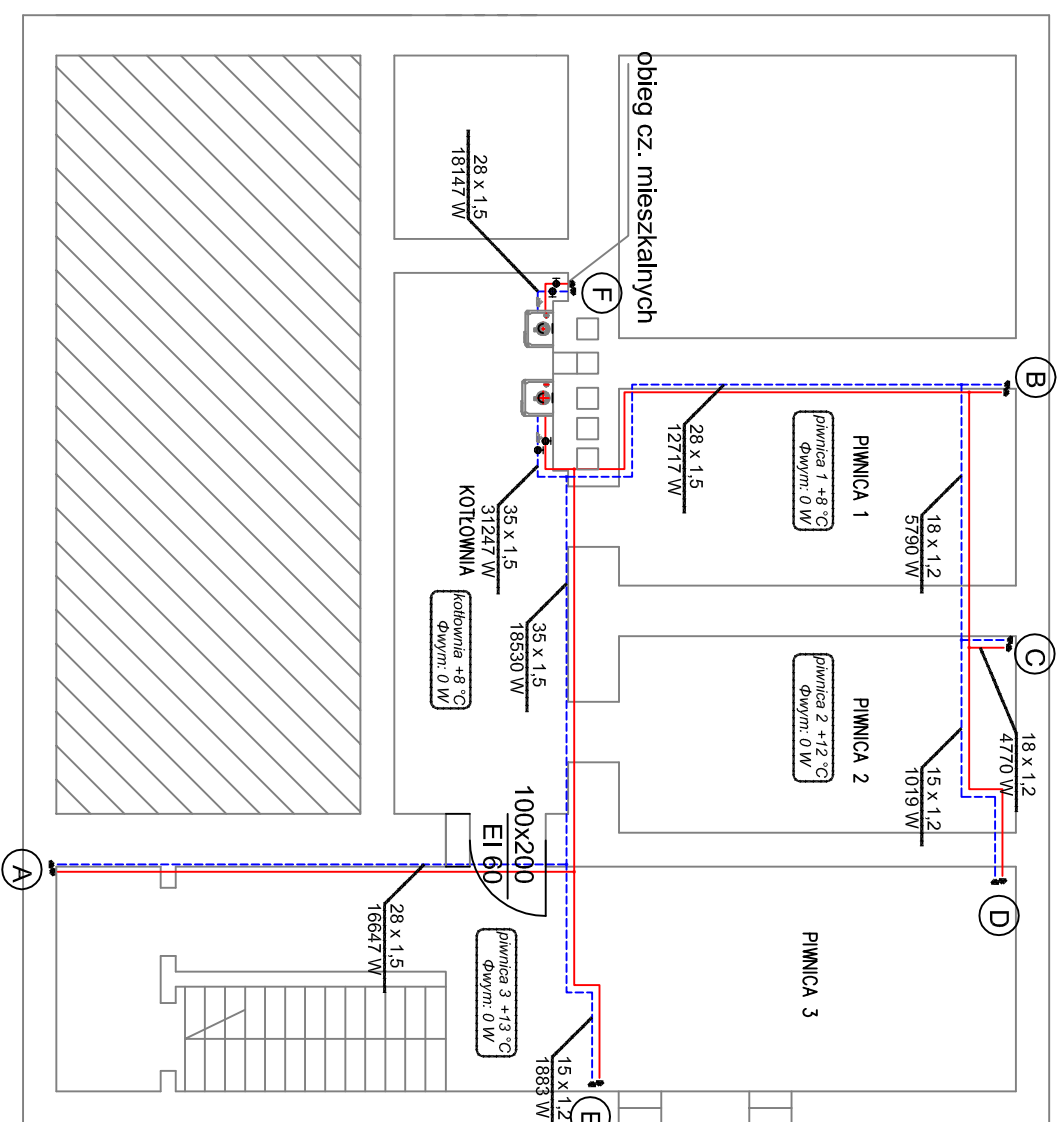 obieg cz. mieszkalnych
28 x 1,5
18147 W
F
B
28 x 1,5
12717 W
PIWNICA 1
piwnica 1 +8 °C
Φwym: 0 W
18 x 1,2
5790 W
KOTŁOWNIA
35 x 1,5
31247 W
kotłownia +8 °C
Φwym: 0 W
35 x 1,5
18530 W
C
PIWNICA 2
piwnica 2 +12 °C
Φwym: 0 W
18 x 1,2
4770 W
15 x 1,2
1019 W
100x200
EI 60
A
D
28 x 1,5
16647 W
piwnica 3 +13 °C
Φwym: 0 W
PIWNICA 3
15 x 1,2
1883 W
E